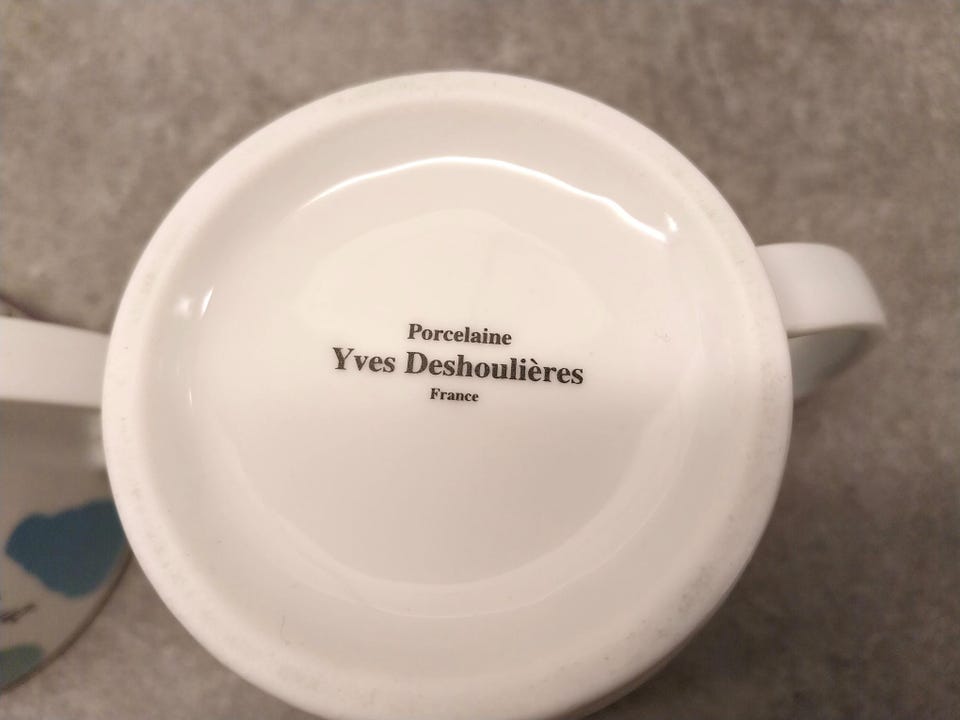 Porcelaine
Yves Deshoulières
France